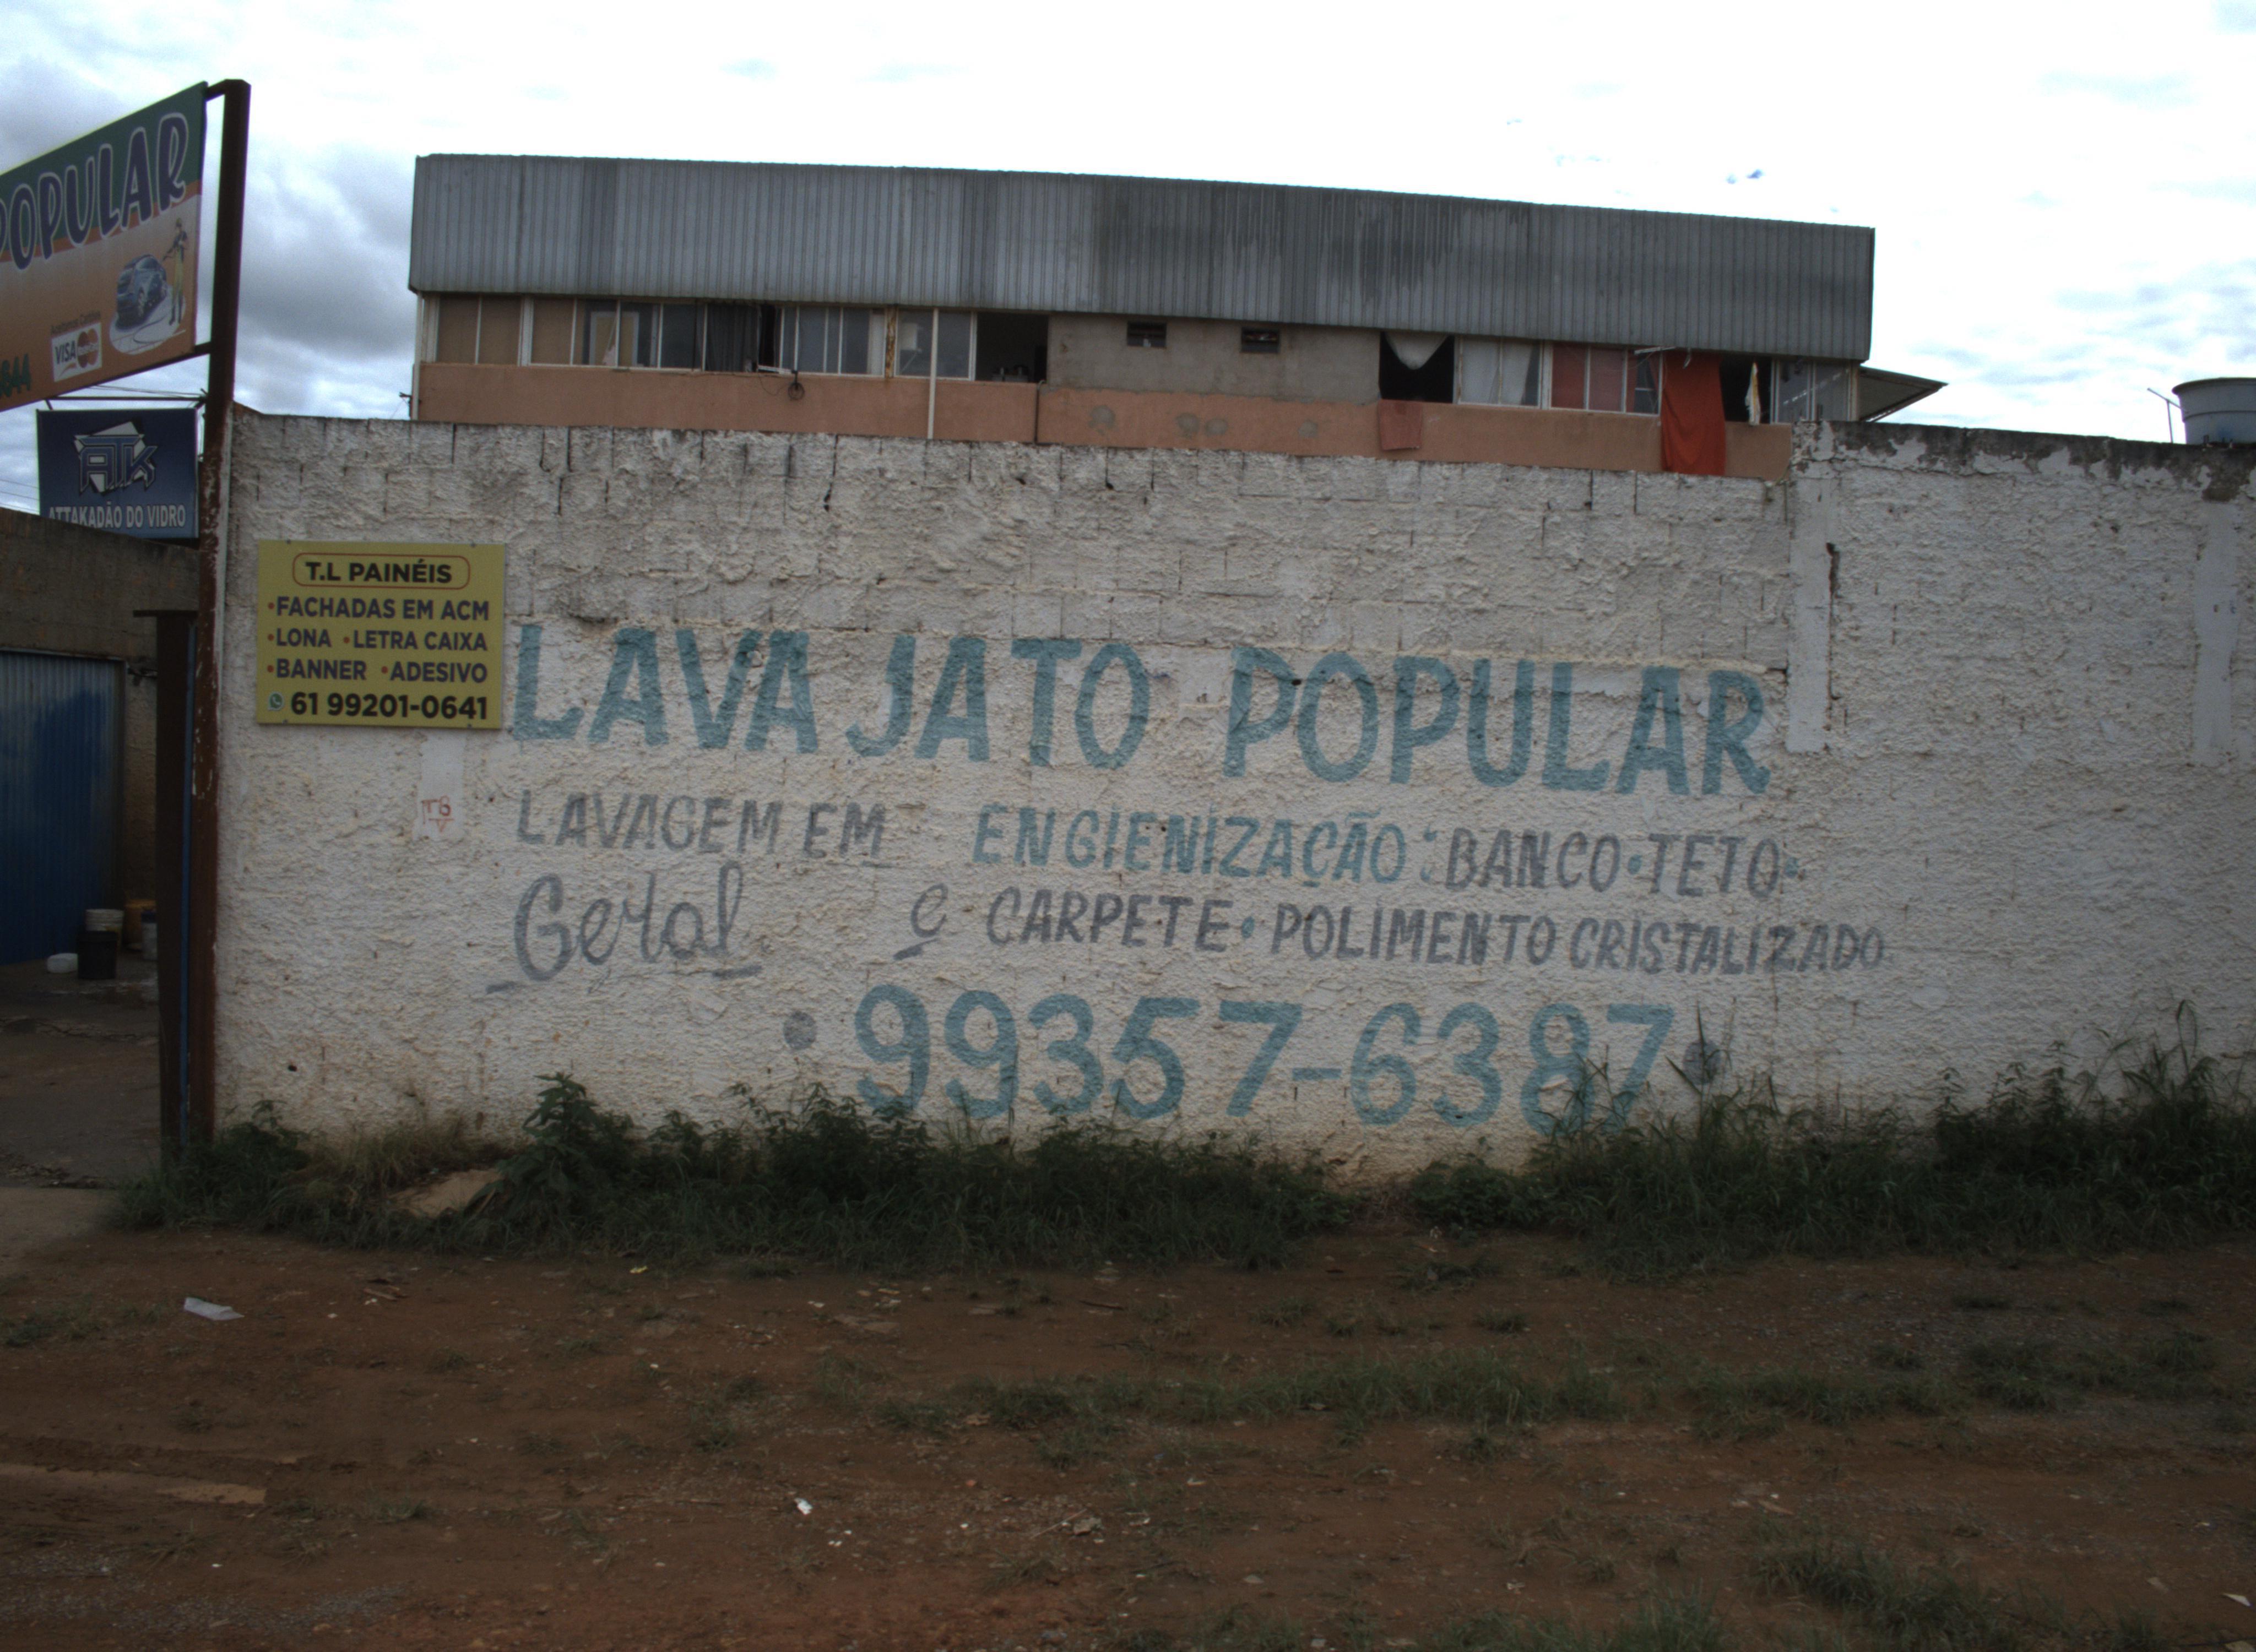 POPULAR
VISA
ATK
ATTAKADÃO DO VIDRO
T.L PAINÉIS
•FACHADAS EM ACM
•LONA •LETRA CAIXA
•BANNER •ADESIVO
61 99201-0641
LAVA JATO POPULAR
LAVAGEM EM
Geral
ENGIENIZAÇÃO: BANCO•TETO•
e CARPETE•POLIMENTO CRISTALIZADO
•99357-6387•